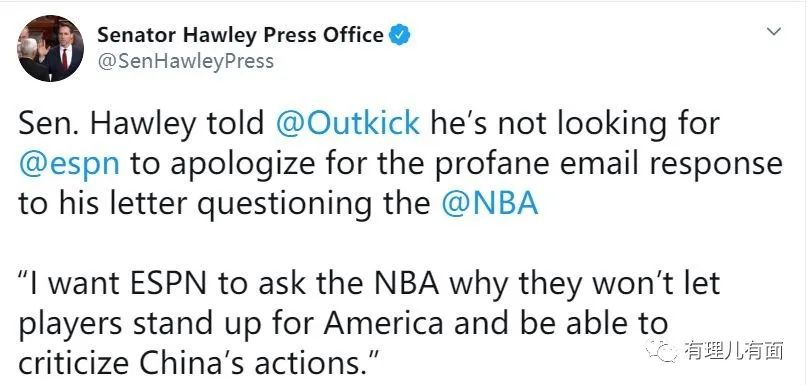 Senator Hawley Press Office
@SenHawleyPress
Sen. Hawley told @Outkick he’s not looking for
@espn to apologize for the profane email response
to his letter questioning the @NBA
“I want ESPN to ask the NBA why they won’t let
players stand up for America and be able to
criticize China’s actions.”
有理儿有面